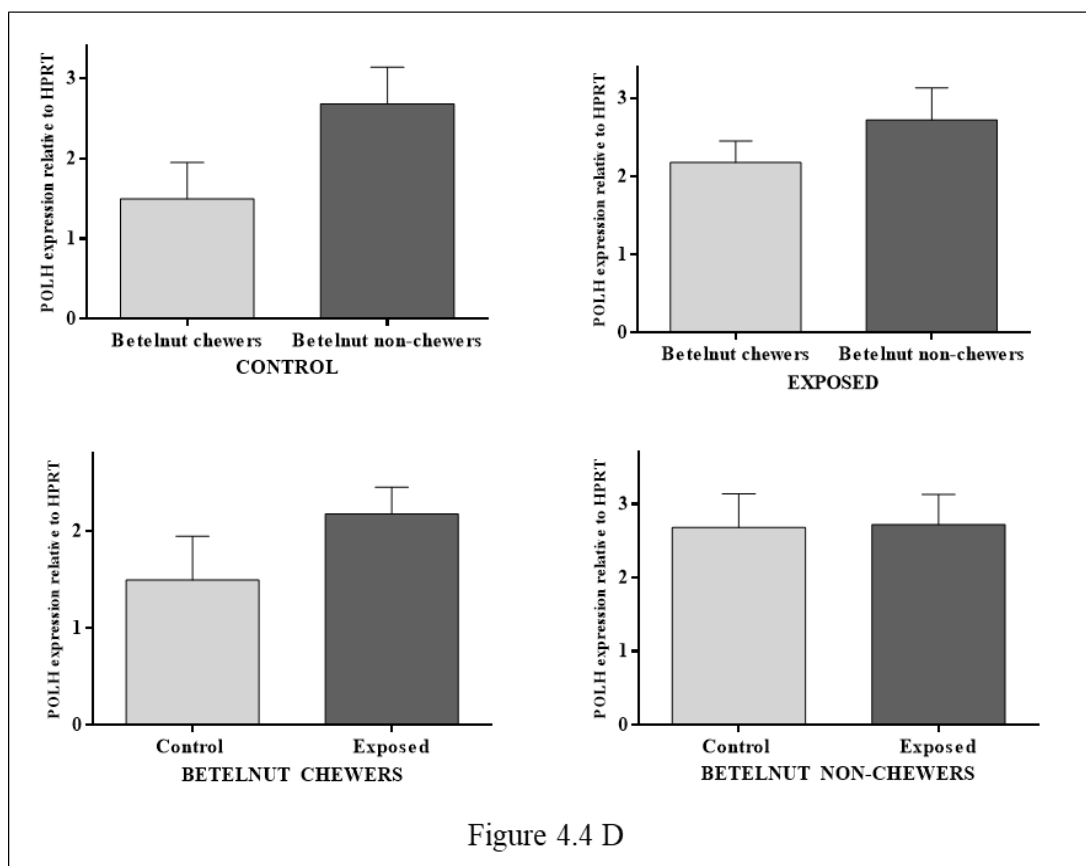 POLH expression relative to HPRT
3
2
1
0
Betelnut chewers Betelnut non-chewers
CONTROL
POLH expression relative to HPRT
3
2
1
0
Betelnut chewers Betelnut non-chewers
EXPOSED
POLH expression relative to HPRT
2
1
0
Control Exposed
BETELNUT CHEWERS
POLH expression relative to HPRT
3
2
1
0
Control Exposed
BETELNUT NON-CHEWERS
Figure 4.4 D